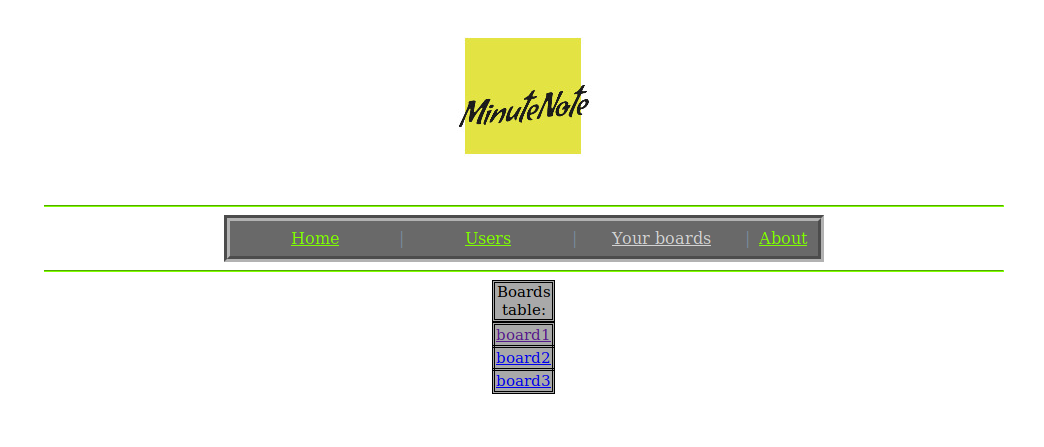 MinuteNote
Home | Users | Your boards | About
Boards
table:
board1
board2
board3